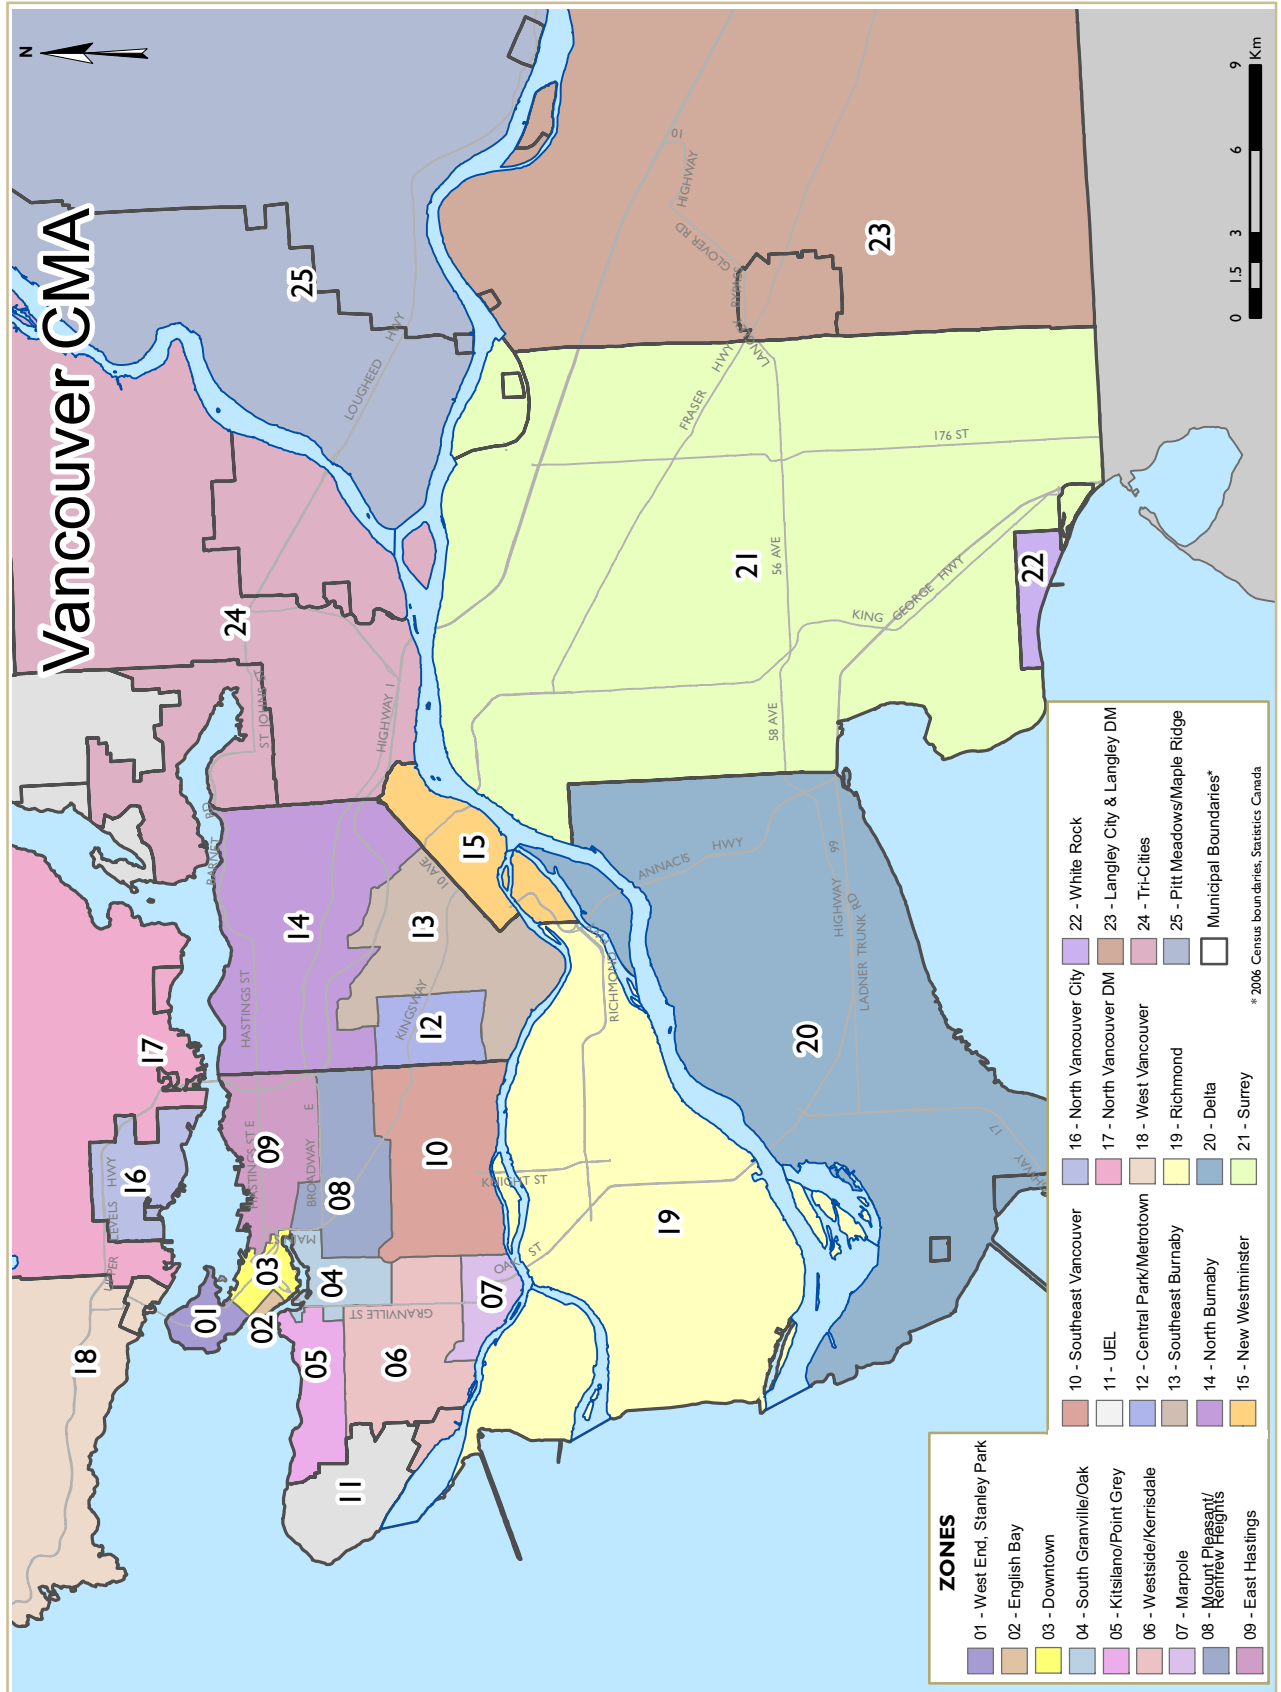 Vancouver CMA
N
18
UPPER LEVELS HWY
16
17
01
02
03
04
05
06
07
08
09
10
11
12
13
14
15
19
20
21
22
23
24
25
HASTINGS ST E
HASTINGS ST
BARNET RD
ST JOHNS ST
LOUGHEED HWY
HIGHWAY 1
BROADWAY E
MAIN ST
GRANVILLE ST
OAK ST
KNIGHT ST
KINGSWAY
10 AVE
RICHMOND
ANNACIS HWY
HIGHWAY 99
LADNER TRUNK RD
17
58 AVE
56 AVE
KING GEORGE HWY
176 ST
FRASER HWY
LANGLEY BYPASS
GLOVER RD
HIGHWAY 10
0 1.5 3 6 9 Km
ZONES
01 - West End, Stanley Park
02 - English Bay
03 - Downtown
04 - South Granville/Oak
05 - Kitsilano/Point Grey
06 - Westside/Kerrisdale
07 - Marpole
08 - Mount Pleasant/
Renfrew Heights
09 - East Hastings
10 - Southeast Vancouver
11 - UEL
12 - Central Park/Metrotown
13 - Southeast Burnaby
14 - North Burnaby
15 - New Westminster
16 - North Vancouver City
17 - North Vancouver DM
18 - West Vancouver
19 - Richmond
20 - Delta
21 - Surrey
22 - White Rock
23 - Langley City & Langley DM
24 - Tri-Cities
25 - Pitt Meadows/Maple Ridge
Municipal Boundaries*
* 2006 Census boundaries, Statistics Canada